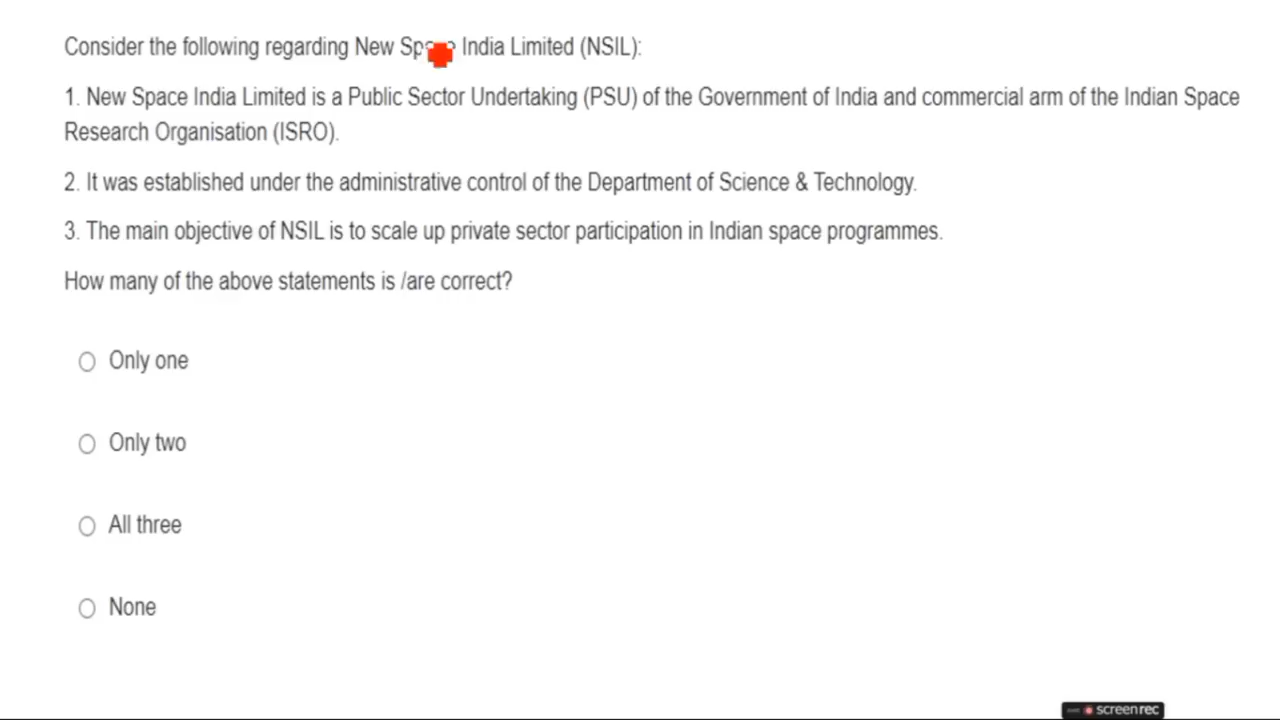 Consider the following regarding New Space India Limited (NSIL):
1. New Space India Limited is a Public Sector Undertaking (PSU) of the Government of India and commercial arm of the Indian Space
Research Organisation (ISRO).
2. It was established under the administrative control of the Department of Science & Technology.
3. The main objective of NSIL is to scale up private sector participation in Indian space programmes.
How many of the above statements is /are correct?
Only one
Only two
All three
None
screenrec